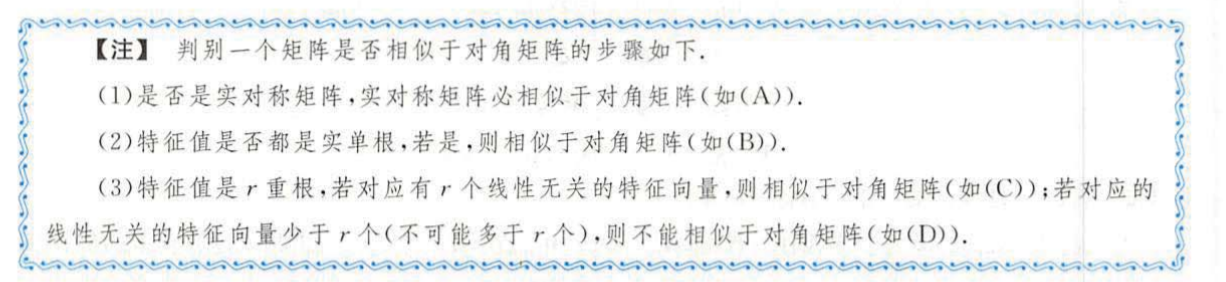 【注】 判别一个矩阵是否相似于对角矩阵的步骤如下.
(1)是否是实对称矩阵,实对称矩阵必相似于对角矩阵(如(A)).
(2)特征值是否都是实单根,若是,则相似于对角矩阵(如(B)).
(3)特征值是 r 重根,若对应有 r 个线性无关的特征向量,则相似于对角矩阵(如(C));若对应的
线性无关的特征向量少于 r 个(不可能多于 r 个),则不能相似于对角矩阵(如(D)).